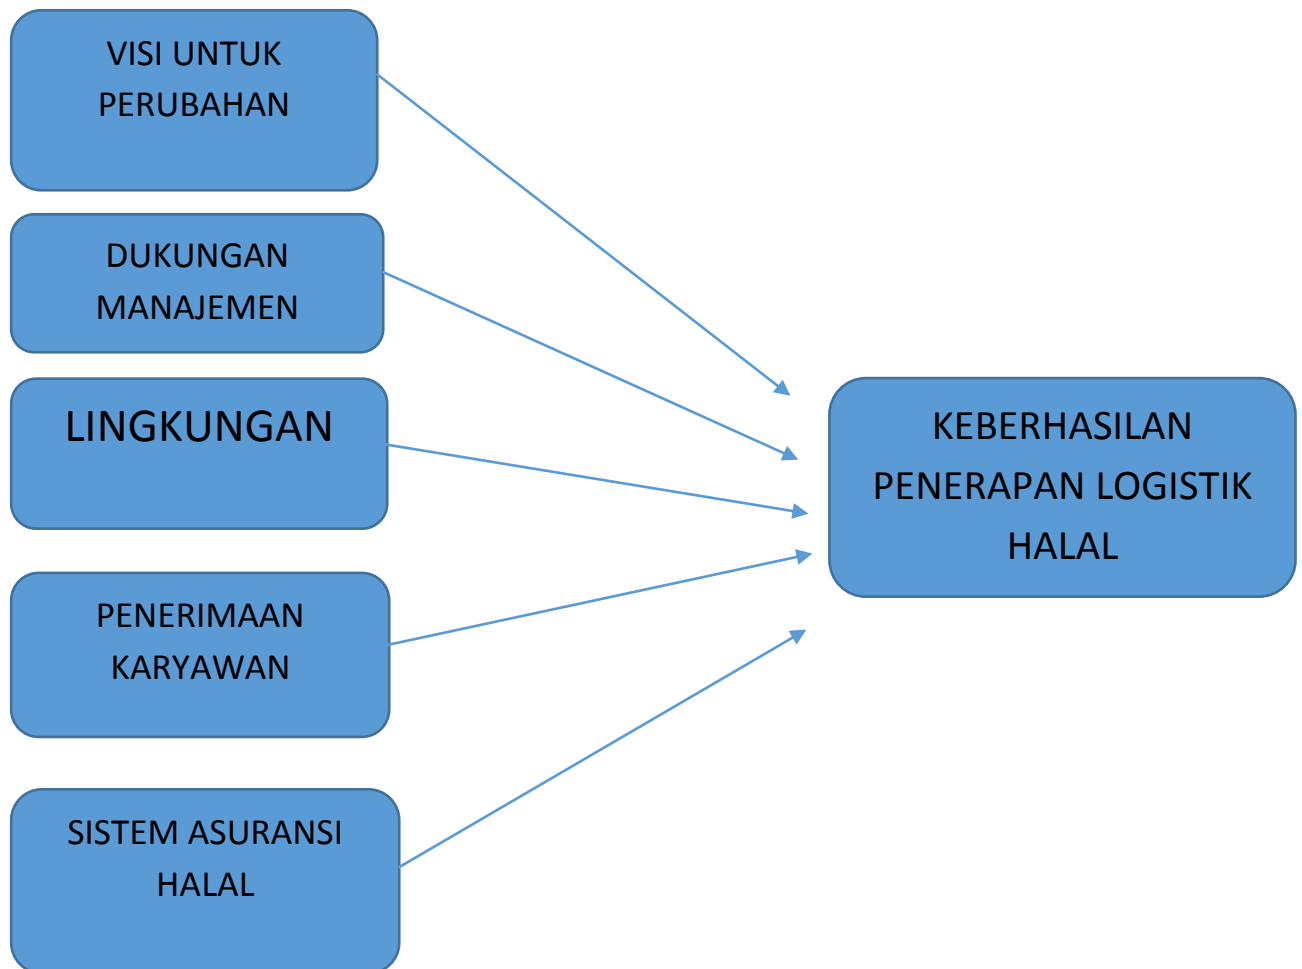 VISI UNTUK
PERUBAHAN
DUKUNGAN
MANAJEMEN
LINGKUNGAN
PENERIMAAN
KARYAWAN
SISTEM ASURANSI
HALAL
KEBERHASILAN
PENERAPAN LOGISTIK
HALAL